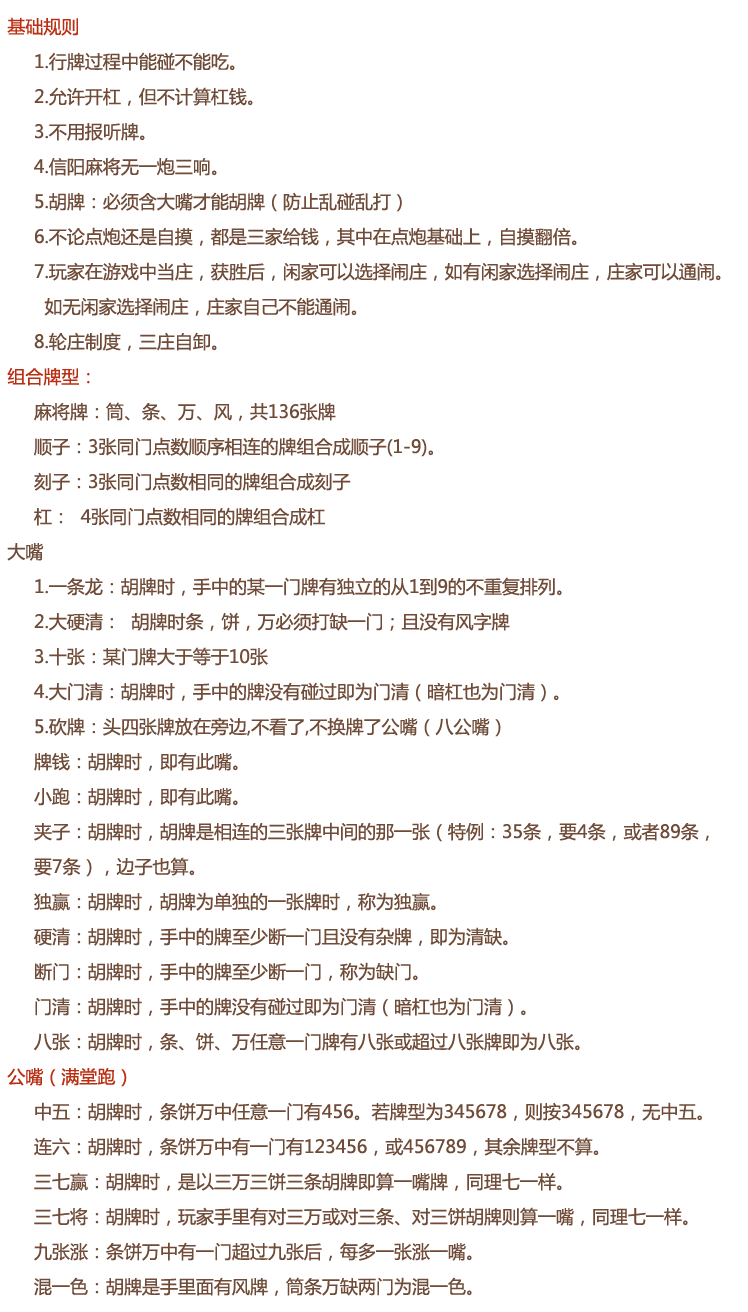 基础规则
1.行牌过程中能碰不能吃。
2.允许开杠，但不计算杠钱。
3.不用报听牌。
4.信阳麻将无一炮三响。
5.胡牌：必须含大嘴才能胡牌（防止乱碰乱打）
6.不论点炮还是自摸，都是三家给钱，其中在点炮基础上，自摸翻倍。
7.玩家在游戏中当庄，获胜后，闲家可以选择闹庄，如有闲家选择闹庄，庄家可以通闹。
如无闲家选择闹庄，庄家自己不能通闹。
8.轮庄制度，三庄自卸。
组合牌型：
麻将牌：筒、条、万、风，共136张牌
顺子：3张同门点数顺序相连的牌组合成顺子(1-9)。
刻子：3张同门点数相同的牌组合成刻子
杠： 4张同门点数相同的牌组合成杠
大嘴
1.一条龙：胡牌时，手中的某一门牌有独立的从1到9的不重复排列。
2.大硬清： 胡牌时条，饼，万必须打缺一门；且没有风字牌
3.十张：某门牌大于等于10张
4.大门清：胡牌时，手中的牌没有碰过即为门清（暗杠也为门清）。
5.砍牌：头四张牌放在旁边,不看了,不换牌了公嘴（八公嘴）
牌钱：胡牌时，即有此嘴。
小跑：胡牌时，即有此嘴。
夹子：胡牌时，胡牌是相连的三张牌中间的那一张（特例：35条，要4条，或者89条，
要7条），边子也算。
独赢：胡牌时，胡牌为单独的一张牌时，称为独赢。
硬清：胡牌时，手中的牌至少断一门且没有杂牌，即为清缺。
断门：胡牌时，手中的牌至少断一门，称为缺门。
门清：胡牌时，手中的牌没有碰过即为门清（暗杠也为门清）。
八张：胡牌时，条、饼、万任意一门牌有八张或超过八张牌即为八张。
公嘴（满堂跑）
中五：胡牌时，条饼万中任意一门有456。若牌型为345678，则按345678，无中五。
连六：胡牌时，条饼万中有一门有123456，或456789，其余牌型不算。
三七赢：胡牌时，是以三万三饼三条胡牌即算一嘴牌，同理七一样。
三七将：胡牌时，玩家手里有对三万或对三条、对三饼胡牌则算一嘴，同理七一样。
九张涨：条饼万中有一门超过九张后，每多一张涨一嘴。
混一色：胡牌是手里面有风牌，筒条万缺两门为混一色。